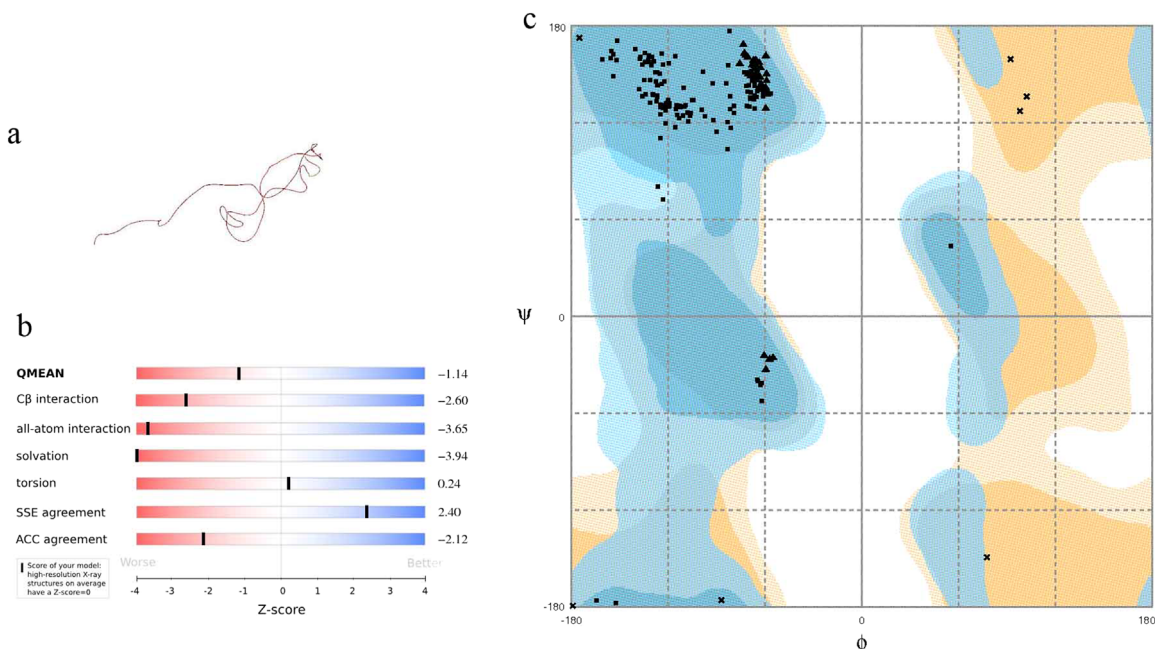 a
b
QMEAN -1.14
Cβ interaction -2.60
all-atom interaction -3.65
solvation -3.94
torsion 0.24
SSE agreement 2.40
ACC agreement -2.12
Worse Better
Score of your model:
high-resolution X-ray
structures on average
have a Z-score=0
-4 -3 -2 -1 0 1 2 3 4
Z-score
c
180
ψ
0
-180
-180 0 180
ϕ